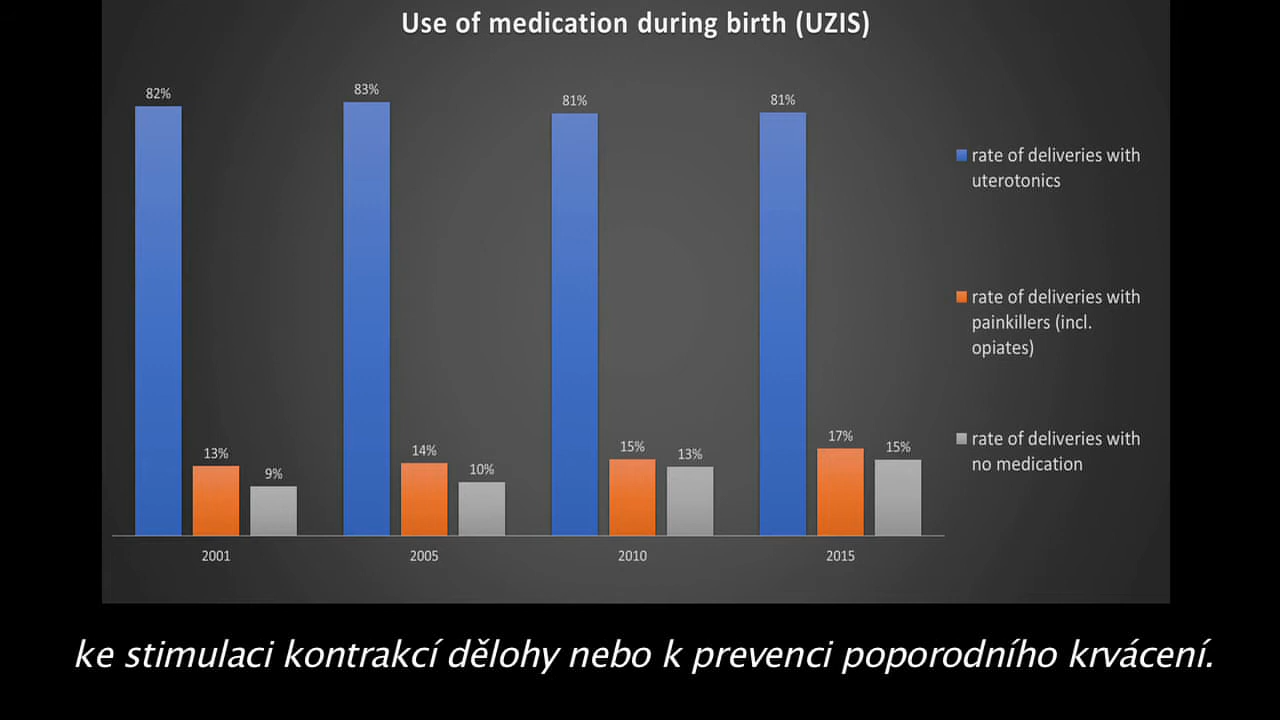 Use of medication during birth (UZIS)
82%
13%
9%
83%
14%
10%
81%
15%
13%
81%
17%
15%
2001
2005
2010
2015
rate of deliveries with
uterotonics
rate of deliveries with
painkillers (incl.
opiates)
rate of deliveries with
no medication
ke stimulaci kontrakcí dělohy nebo k prevenci poporodního krvácení.